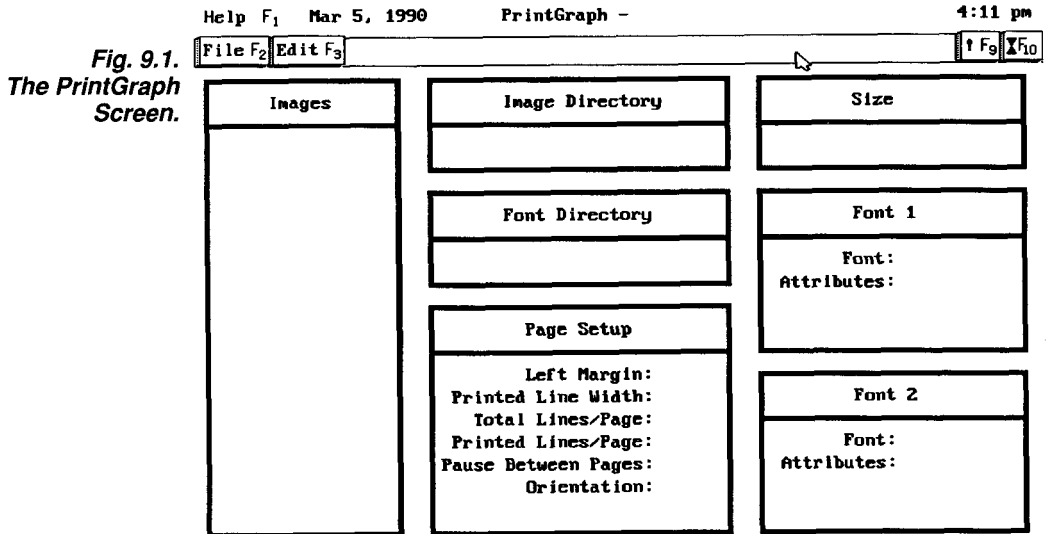 Help F1 Mar 5, 1990 PrintGraph - 4:11 pm
File F2 Edit F3 ↑ F9 F10
Fig. 9.1.
The PrintGraph
Screen.
Images
Image Directory
Font Directory
Page Setup
Left Margin:
Printed Line Width:
Total Lines/Page:
Printed Lines/Page:
Pause Between Pages:
Orientation:
Size
Font 1
Font:
Attributes:
Font 2
Font:
Attributes: